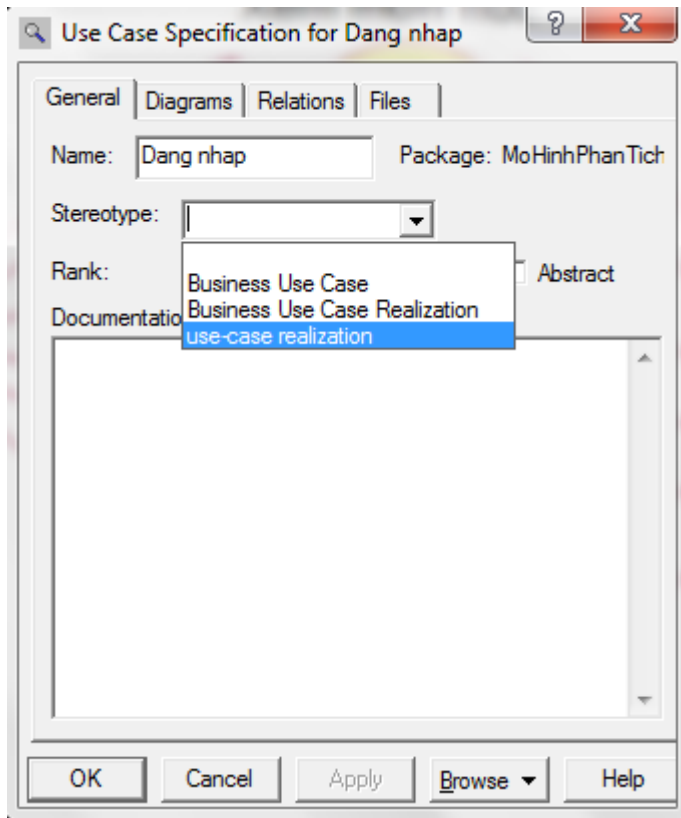 Use Case Specification for Dang nhap
General Diagrams Relations Files
Name: Dang nhap Package: MoHinhPhanTich
Stereotype:
Rank: Abstract
Business Use Case
Business Use Case Realization
use-case realization
Documentatio
OK Cancel Apply Browse Help